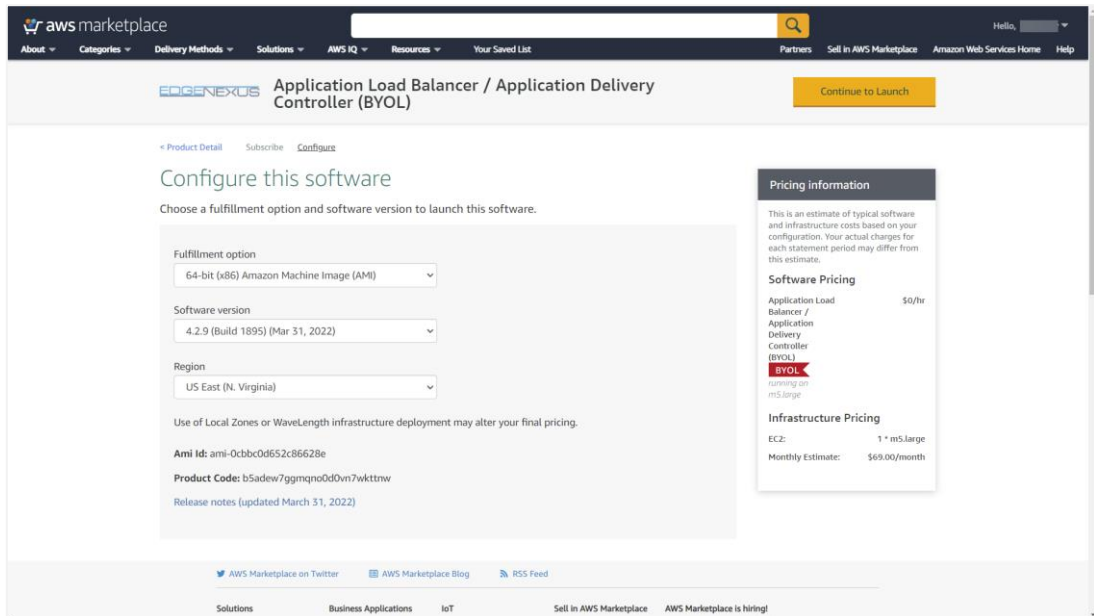 aws marketplace
Hello,
About
Categories
Delivery Methods
Solutions
AWS IQ
Resources
Your Saved List
Partners
Sell in AWS Marketplace
Amazon Web Services Home
Help
EDGENEXUS
Application Load Balancer / Application Delivery
Controller (BYOL)
Continue to Launch
< Product Detail
Subscribe
Configure
Configure this software
Choose a fulfillment option and software version to launch this software.
Fulfillment option
64-bit (x86) Amazon Machine Image (AMI)
Software version
4.2.9 (Build 1895) (Mar 31, 2022)
Region
US East (N. Virginia)
Use of Local Zones or WaveLength infrastructure deployment may alter your final pricing.
Ami Id: ami-0cbbc0d652c86628e
Product Code: b5adew7ggmqno0d0vn7wkttnw
Release notes (updated March 31, 2022)
Pricing information
This is an estimate of typical software
and infrastructure costs based on your
configuration. Your actual charges for
each statement period may differ from
this estimate.
Software Pricing
Application Load $0/hr
Balancer /
Application
Delivery
Controller
(BYOL)
BYOL
running on
m5.large
Infrastructure Pricing
EC2: 1 * m5.large
Monthly Estimate: $69.00/month
AWS Marketplace on Twitter
AWS Marketplace Blog
RSS Feed
Solutions
Business Applications
IoT
Sell in AWS Marketplace
AWS Marketplace is hiring!